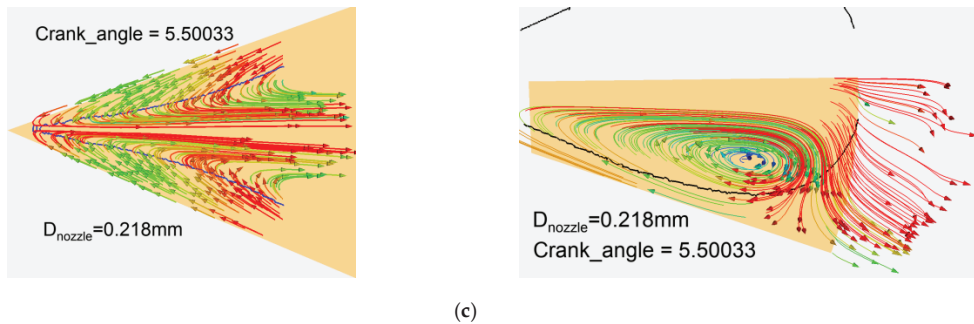 Crank_angle = 5.50033
D_nozzle=0.218mm
D_nozzle=0.218mm
Crank_angle = 5.50033
(c)